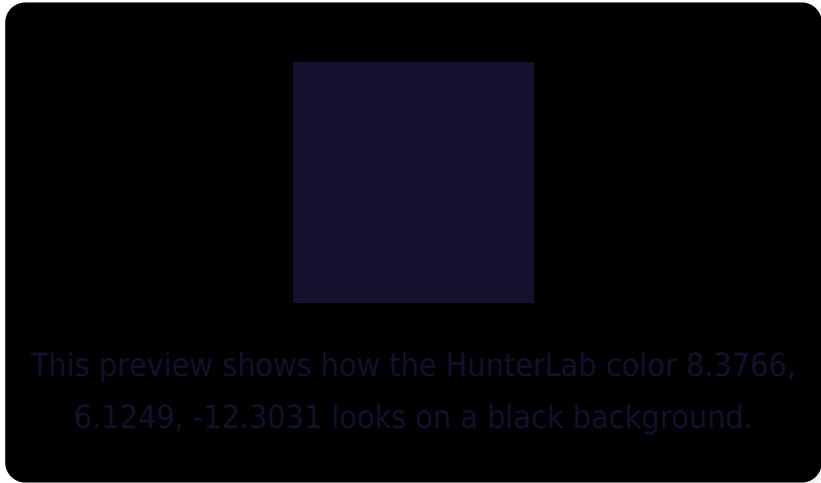 This preview shows how the HunterLab color 8.3766,
6.1249, -12.3031 looks on a black background.